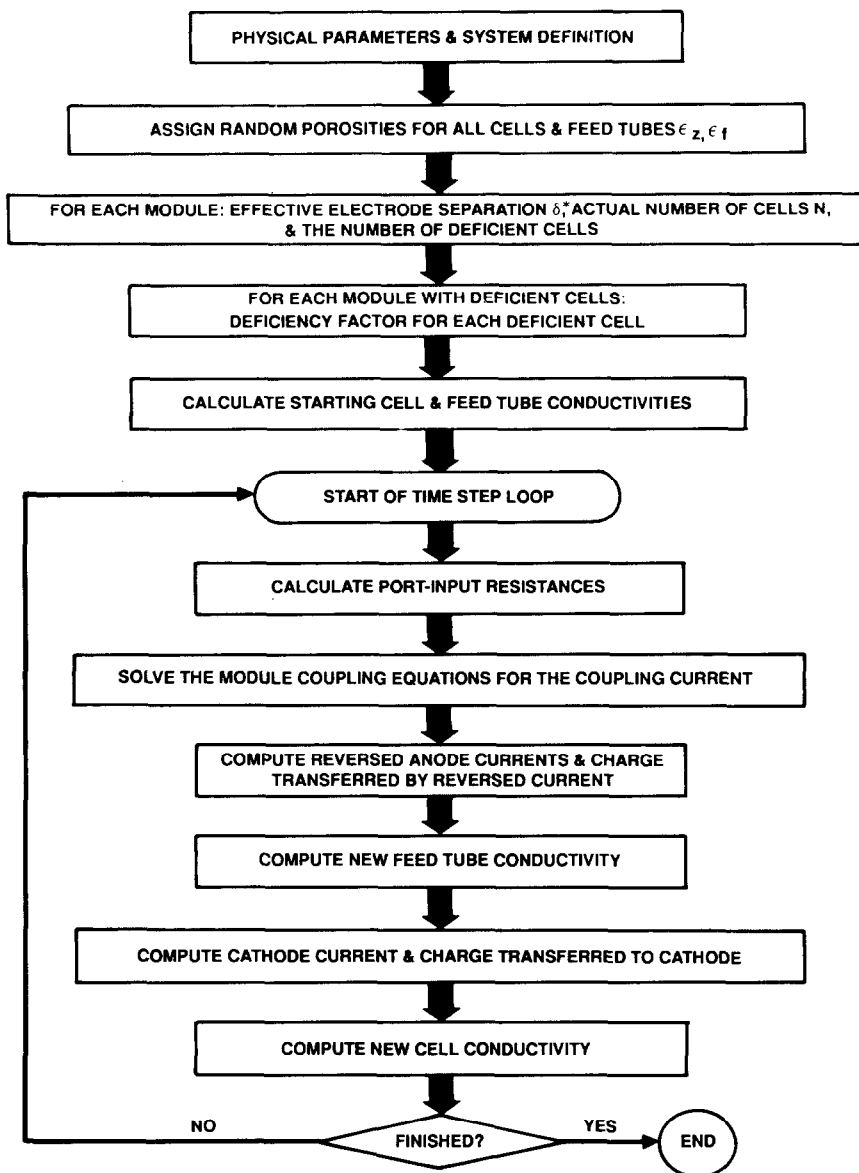 PHYSICAL PARAMETERS & SYSTEM DEFINITION
ASSIGN RANDOM POROSITIES FOR ALL CELLS & FEED TUBES ϵ z, ϵ f
FOR EACH MODULE: EFFECTIVE ELECTRODE SEPARATION δ,* ACTUAL NUMBER OF CELLS N,
& THE NUMBER OF DEFICIENT CELLS
FOR EACH MODULE WITH DEFICIENT CELLS:
DEFICIENCY FACTOR FOR EACH DEFICIENT CELL
CALCULATE STARTING CELL & FEED TUBE CONDUCTIVITIES
START OF TIME STEP LOOP
CALCULATE PORT-INPUT RESISTANCES
SOLVE THE MODULE COUPLING EQUATIONS FOR THE COUPLING CURRENT
COMPUTE REVERSED ANODE CURRENTS & CHARGE
TRANSFERRED BY REVERSED CURRENT
COMPUTE NEW FEED TUBE CONDUCTIVITY
COMPUTE CATHODE CURRENT & CHARGE TRANSFERRED TO CATHODE
COMPUTE NEW CELL CONDUCTIVITY
NO
FINISHED?
YES
END